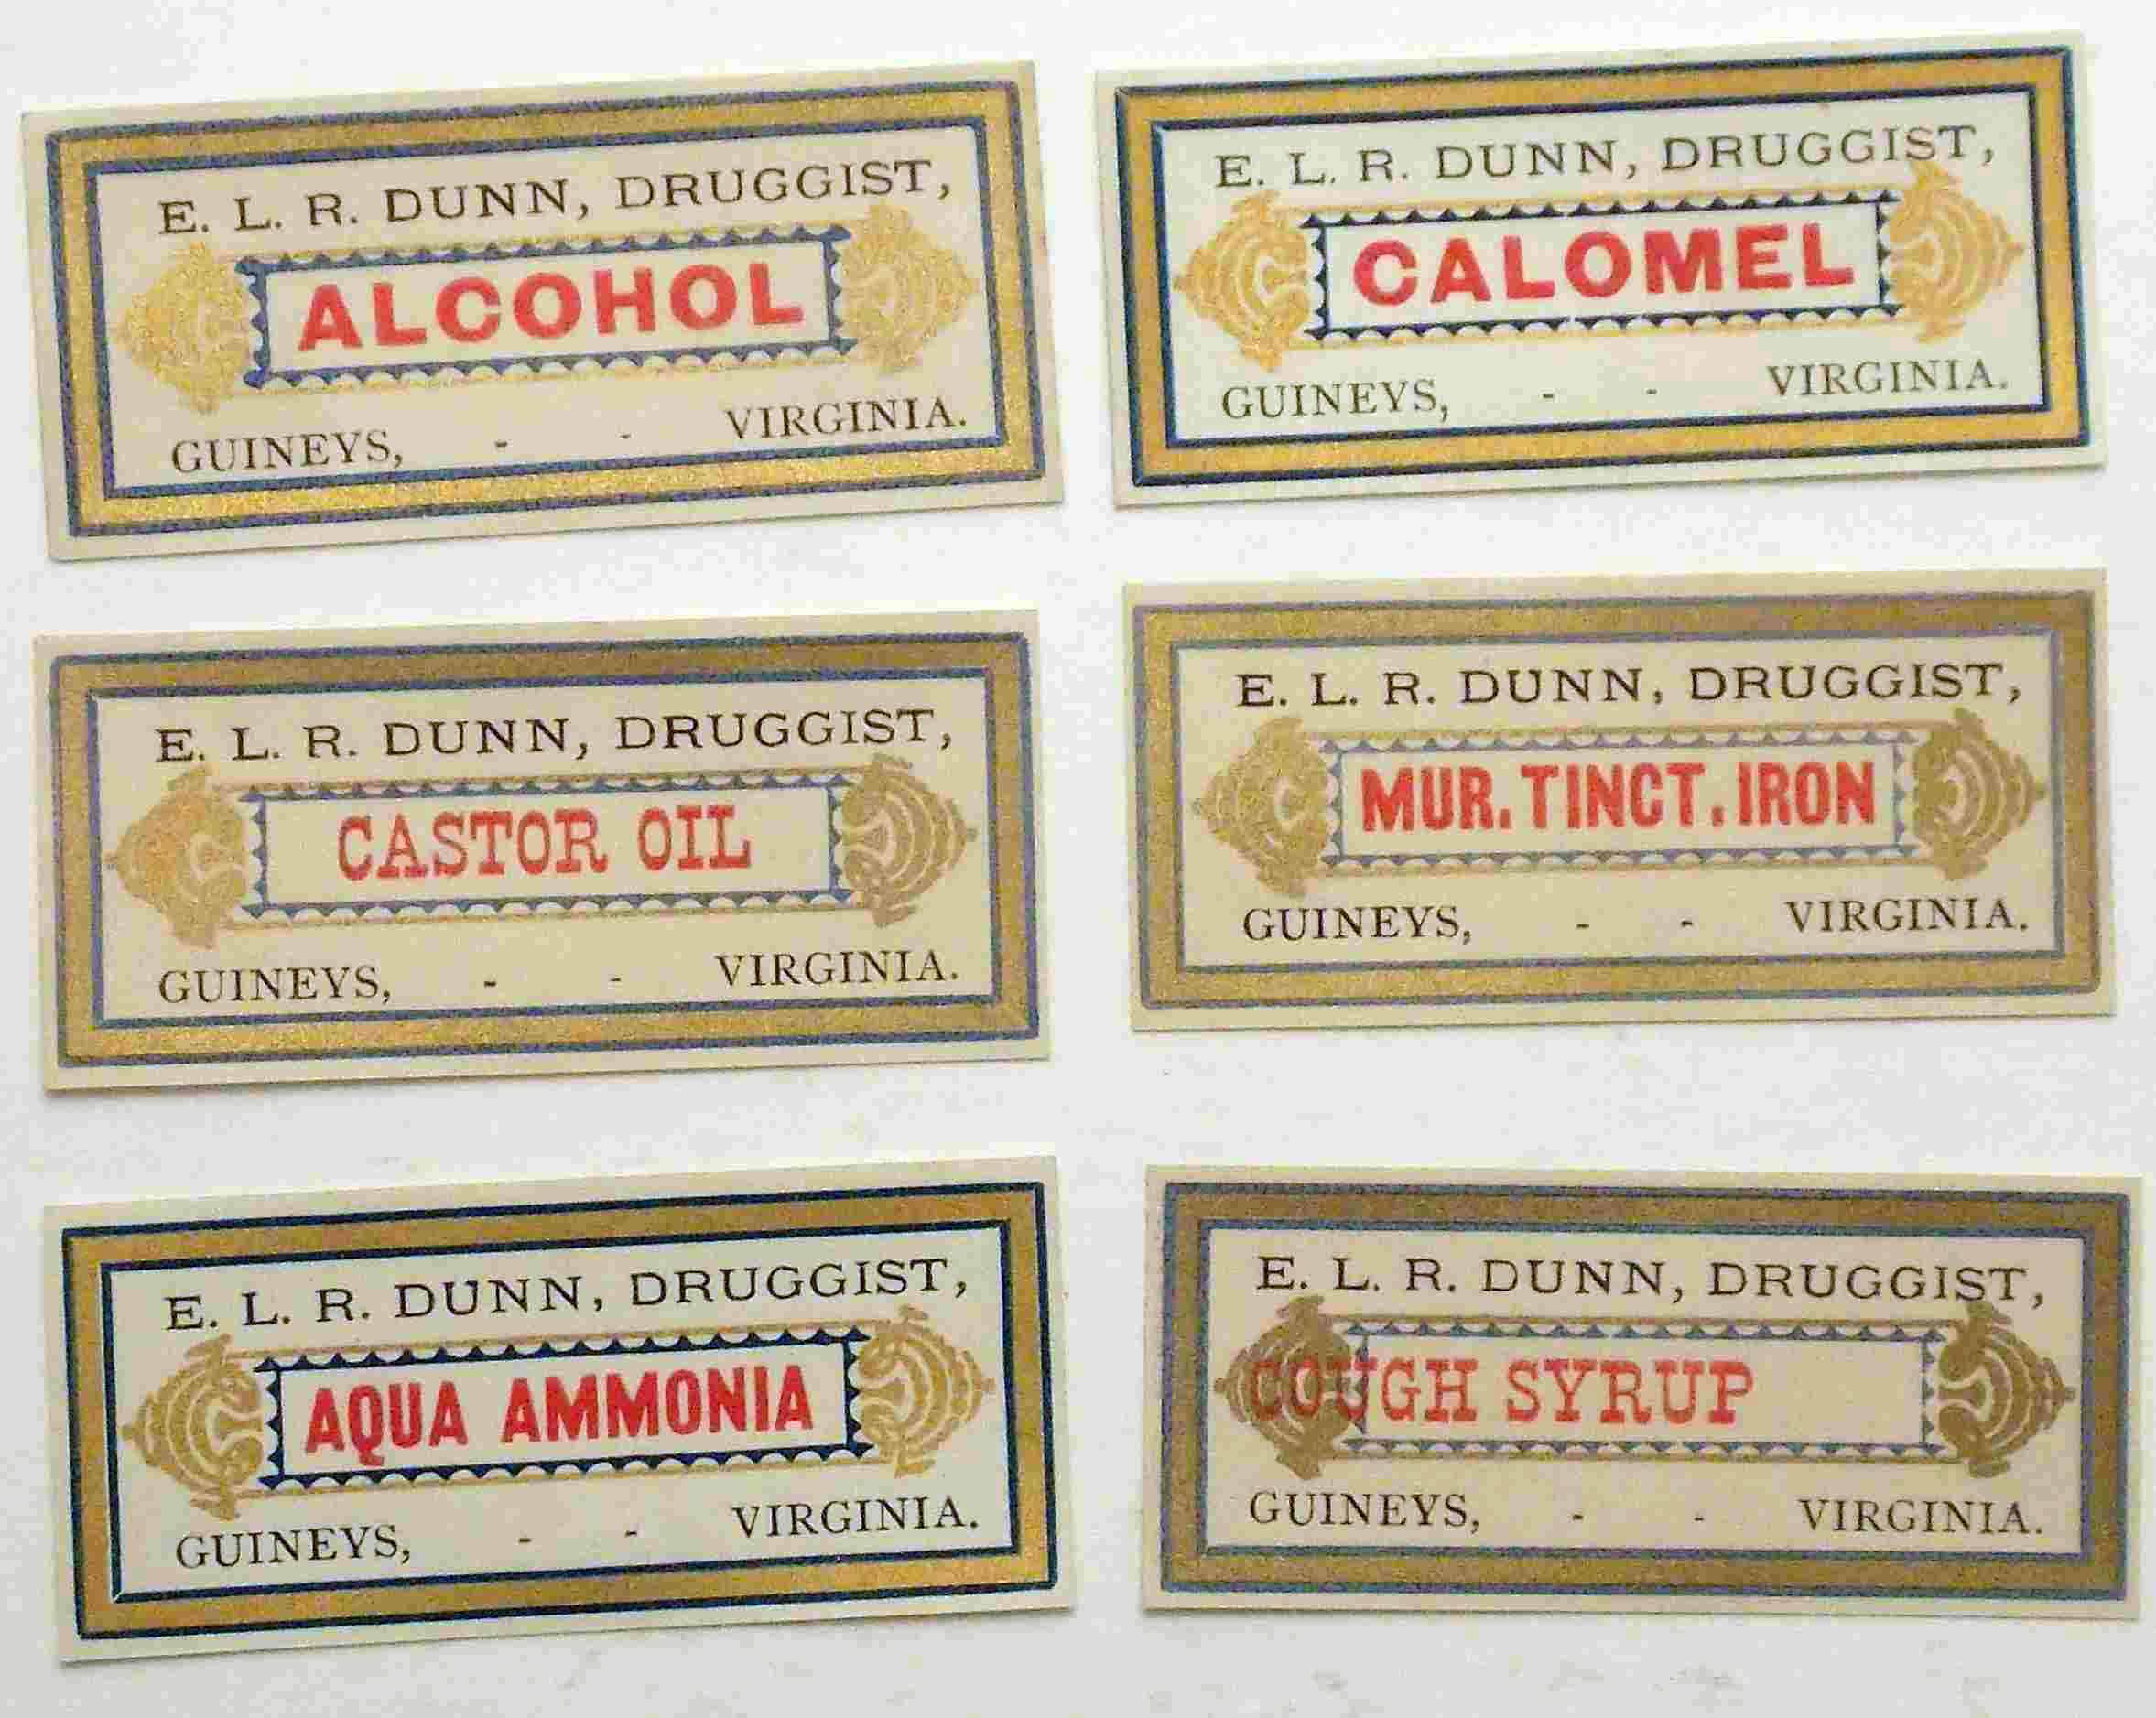 E. L. R. DUNN, DRUGGIST,
ALCOHOL
GUINEYS, - - VIRGINIA.
E. L. R. DUNN, DRUGGIST,
CALOMEL
GUINEYS, - - VIRGINIA.
E. L. R. DUNN, DRUGGIST,
CASTOR OIL
GUINEYS, - - VIRGINIA.
E. L. R. DUNN, DRUGGIST,
MUR. TINCT. IRON
GUINEYS, - - VIRGINIA.
E. L. R. DUNN, DRUGGIST,
AQUA AMMONIA
GUINEYS, - - VIRGINIA.
E. L. R. DUNN, DRUGGIST,
COUGH SYRUP
GUINEYS, - - VIRGINIA.